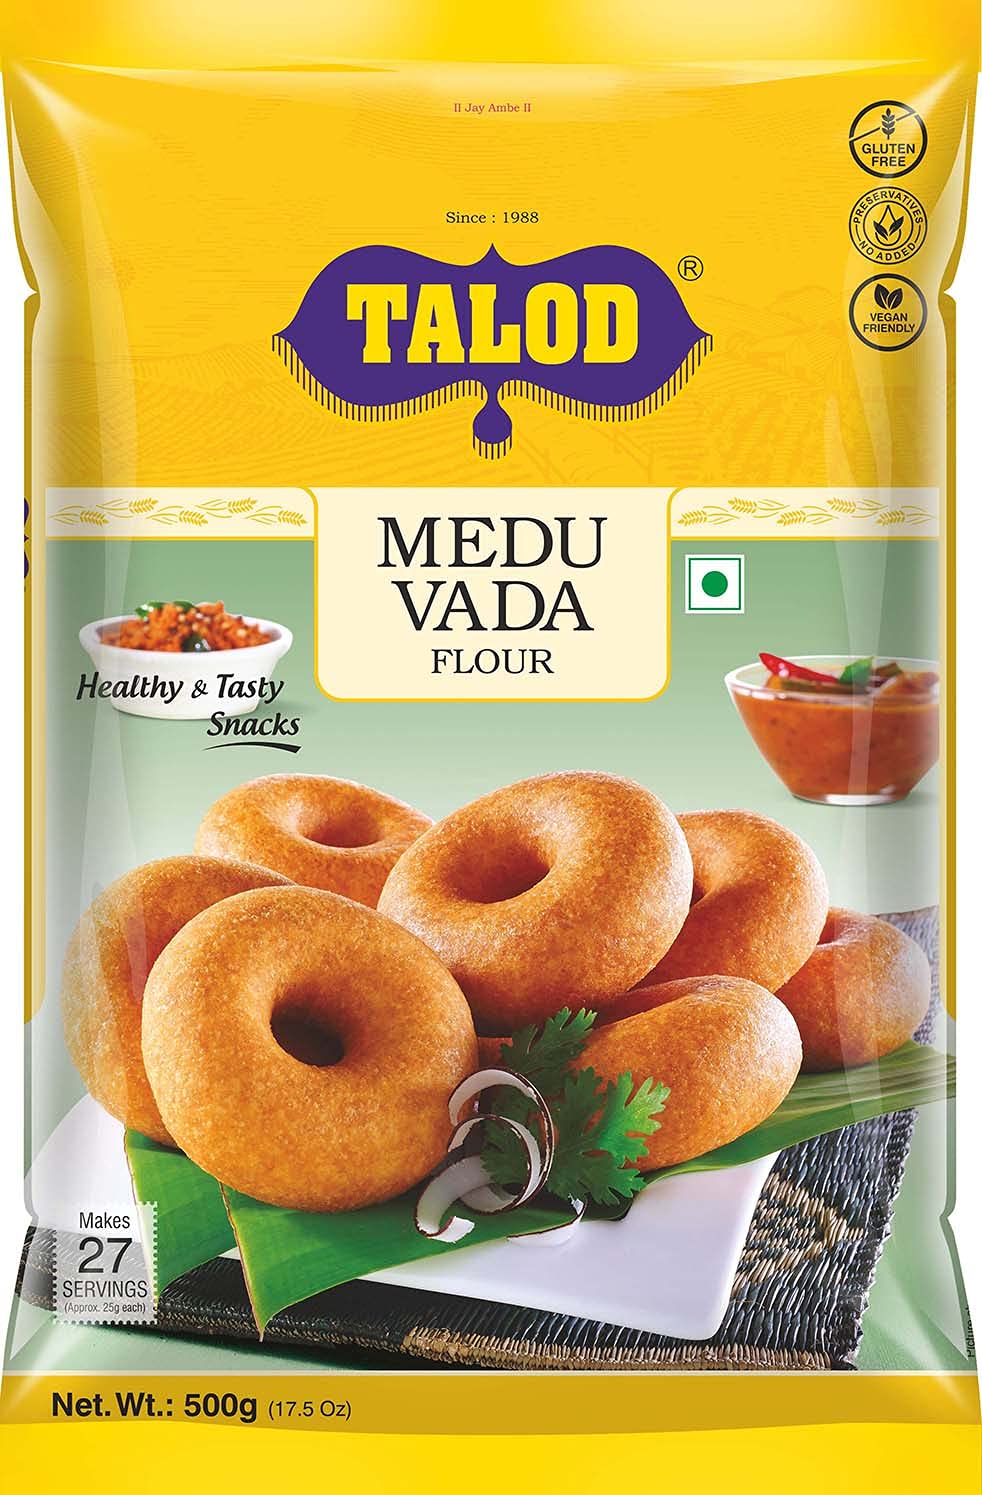 II Jay Ambe II
GLUTEN
FREE
PRESERVATIVES
NO ADDED
VEGAN
FRIENDLY
Since : 1988
TALOD®
MEDU
VADA
FLOUR
Healthy & Tasty
Snacks
Makes
27
SERVINGS
(Approx. 25g each)
Net. Wt.: 500g (17.5 Oz)